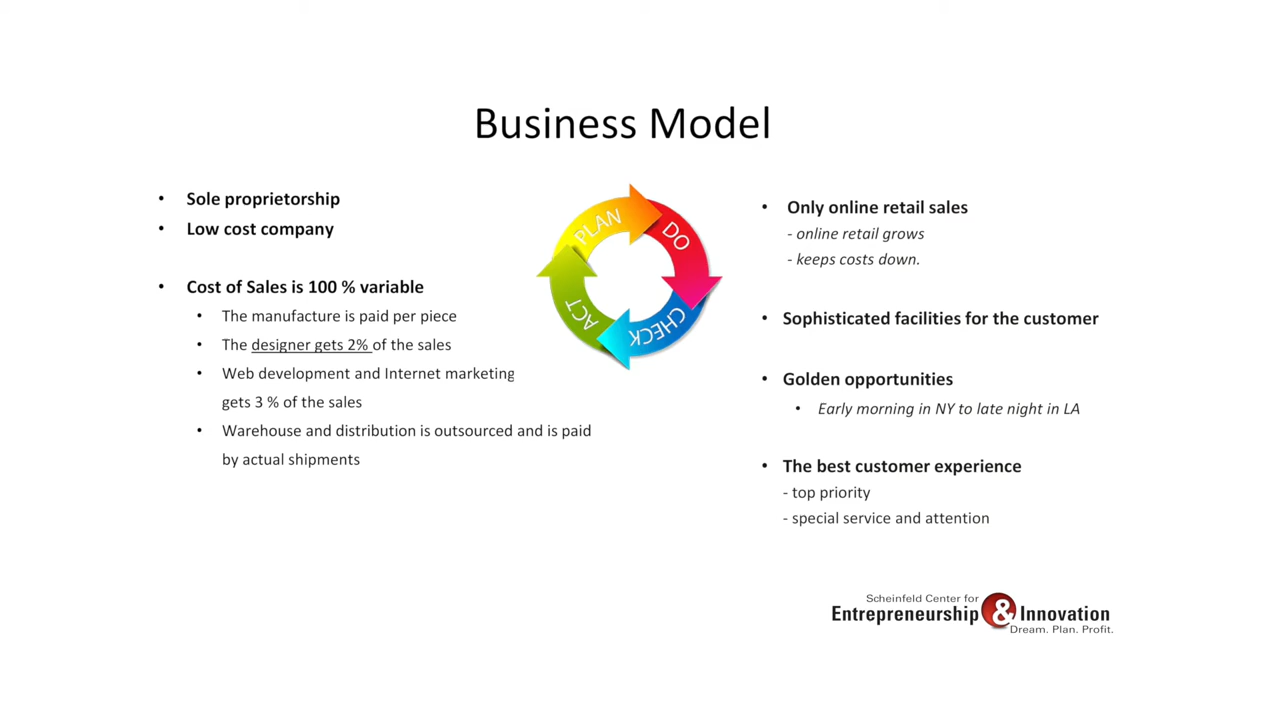 Business Model
• Sole proprietorship
• Low cost company
• Cost of Sales is 100 % variable
• The manufacture is paid per piece
• The designer gets 2% of the sales
• Web development and Internet marketing
gets 3 % of the sales
• Warehouse and distribution is outsourced and is paid
by actual shipments
PLAN
DO
CHECK
ACT
• Only online retail sales
- online retail grows
- keeps costs down.
• Sophisticated facilities for the customer
• Golden opportunities
• Early morning in NY to late night in LA
• The best customer experience
- top priority
- special service and attention
Scheinfeld Center for
Entrepreneurship & Innovation
Dream. Plan. Profit.